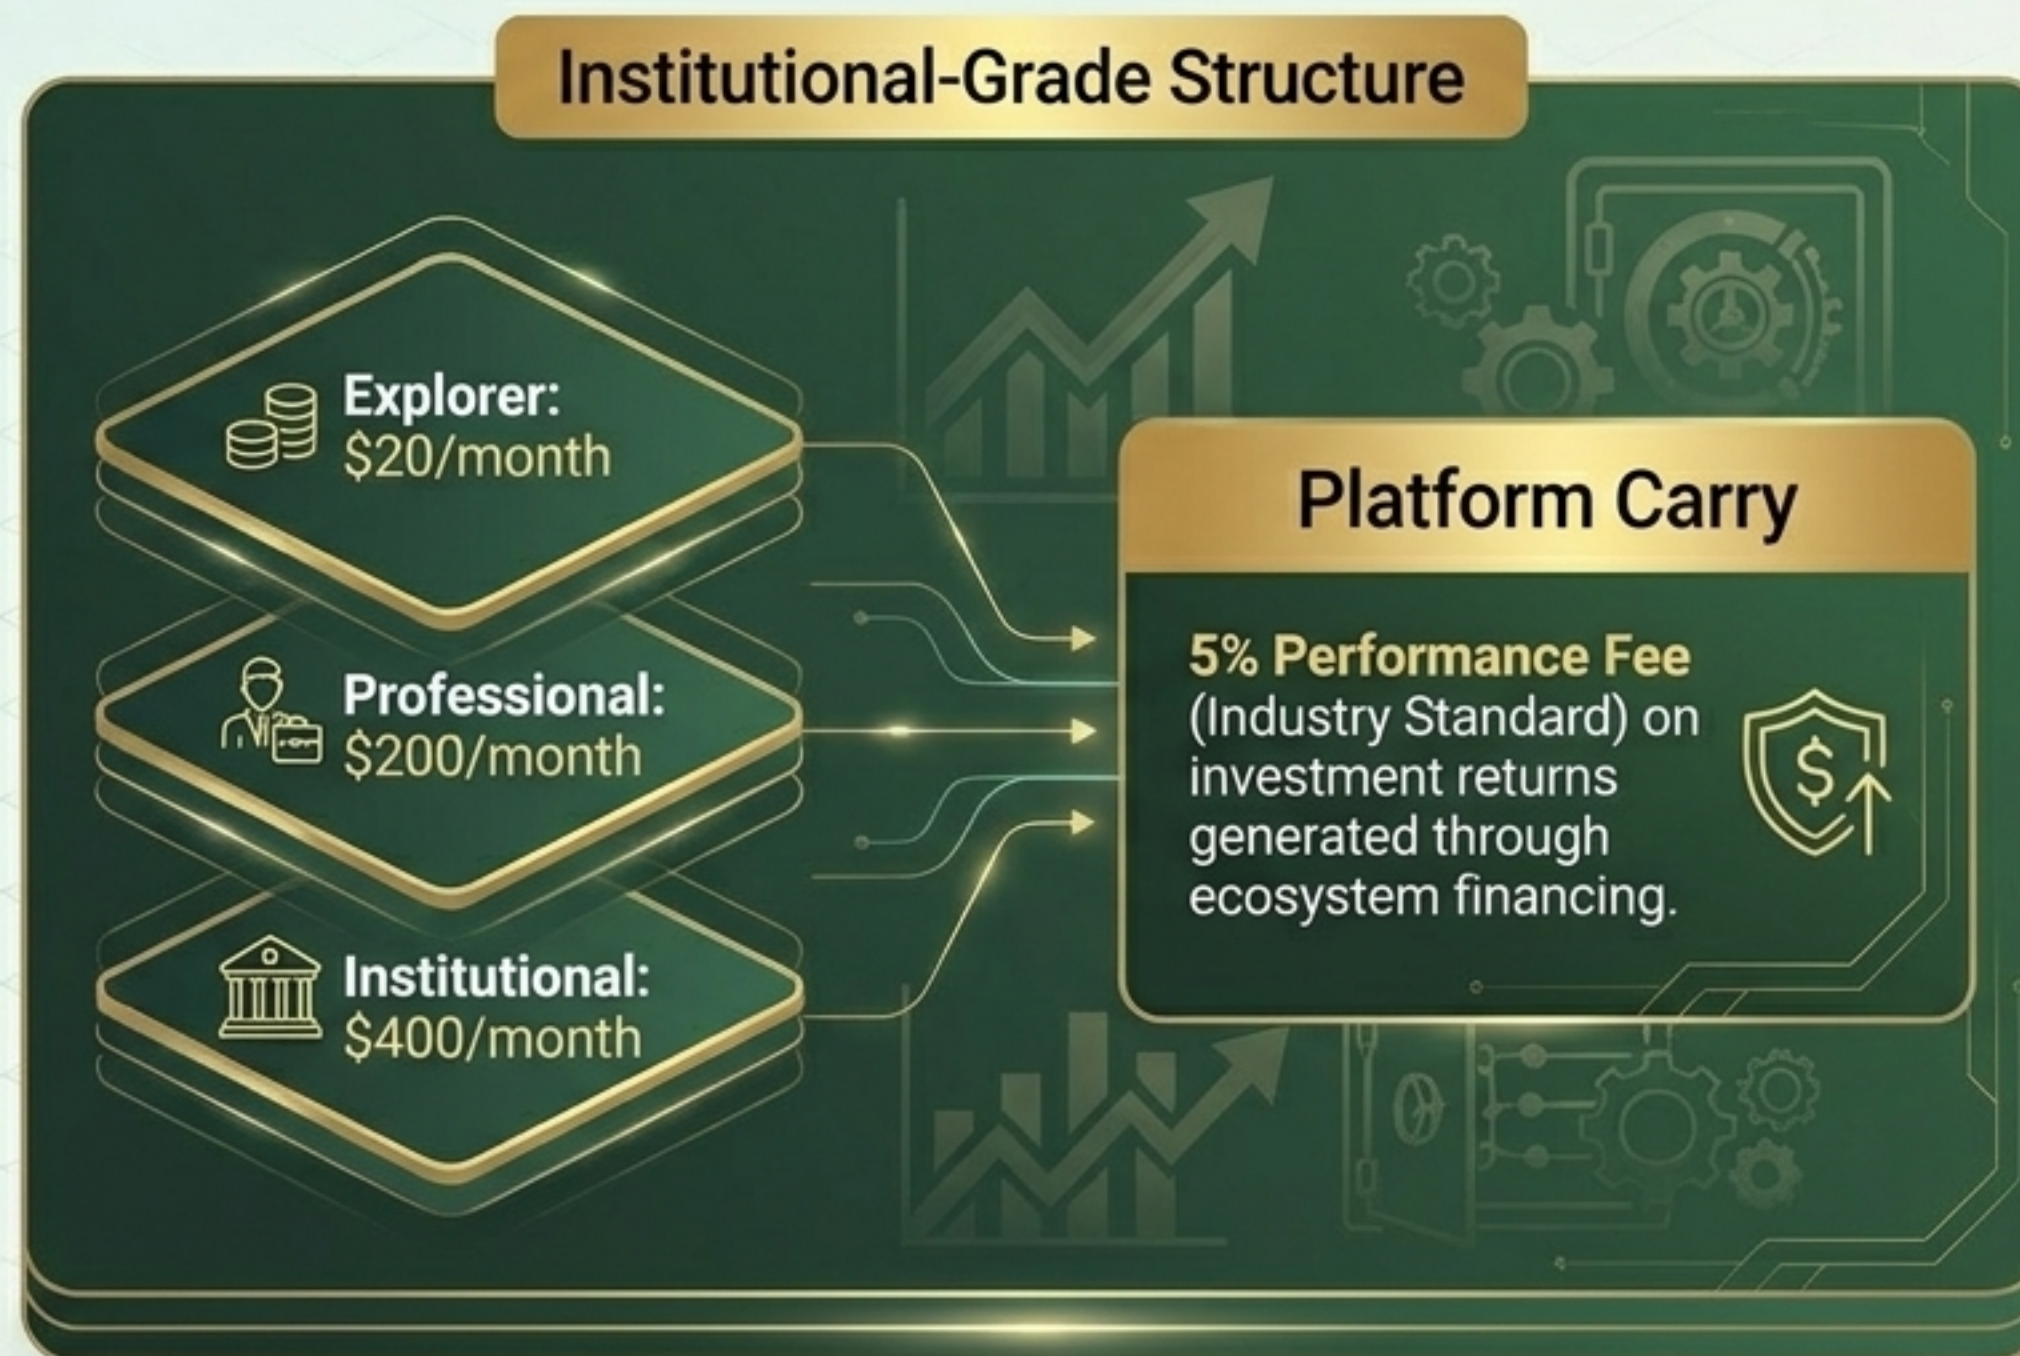 Institutional-Grade Structure
Explorer:
$20/month
Professional:
$200/month
Institutional:
$400/month
Platform Carry
5% Performance Fee
(Industry Standard) on
investment returns
generated through
ecosystem financing.
$